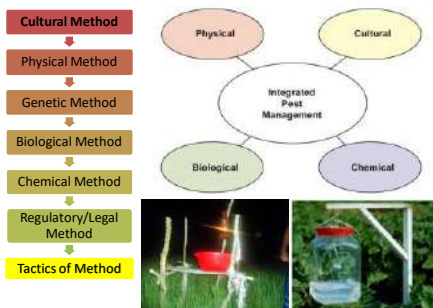 Cultural Method
Physical Method
Genetic Method
Biological Method
Chemical Method
Regulatory/Legal
Method
Tactics of Method
Physical
Cultural
Integrated
Pest
Management
Biological
Chemical